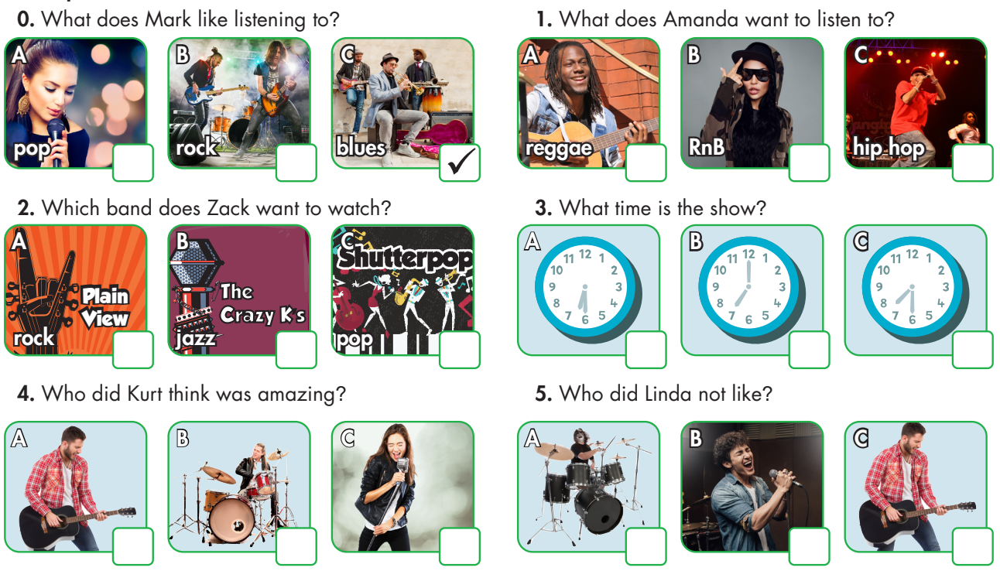 0. What does Mark like listening to?
A
pop
B
rock
C
blues
1. What does Amanda want to listen to?
A
reggae
B
RnB
C
hip hop
2. Which band does Zack want to watch?
A
Plain
View
rock
B
The
Crazy K's
jazz
C
Shutterpop
pop
3. What time is the show?
A
12 1 2 3 4 5 6 7 8 9 10 11
B
12 1 2 3 4 5 6 7 8 9 10 11
C
12 1 2 3 4 5 6 7 8 9 10 11
4. Who did Kurt think was amazing?
A
B
C
5. Who did Linda not like?
A
B
C